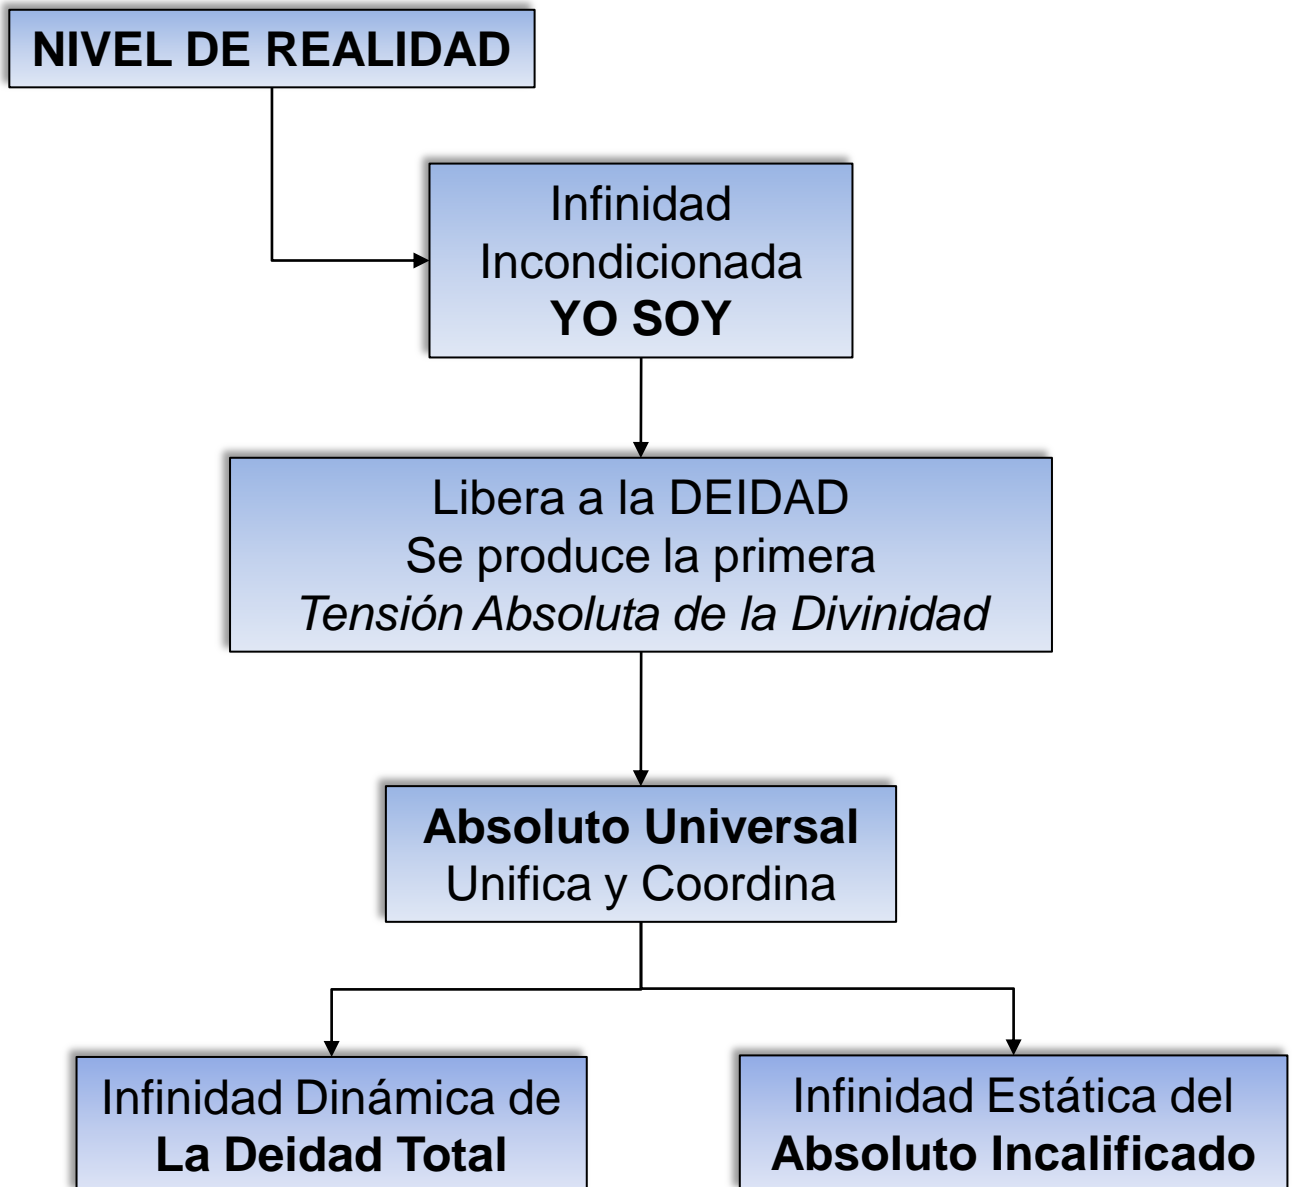 NIVEL DE REALIDAD
Infinidad
Incondicionada
YO SOY
Libera a la DEIDAD
Se produce la primera
Tensión Absoluta de la Divinidad
Absoluto Universal
Unifica y Coordina
Infinidad Dinámica de
La Deidad Total
Infinidad Estática del
Absoluto Incalificado